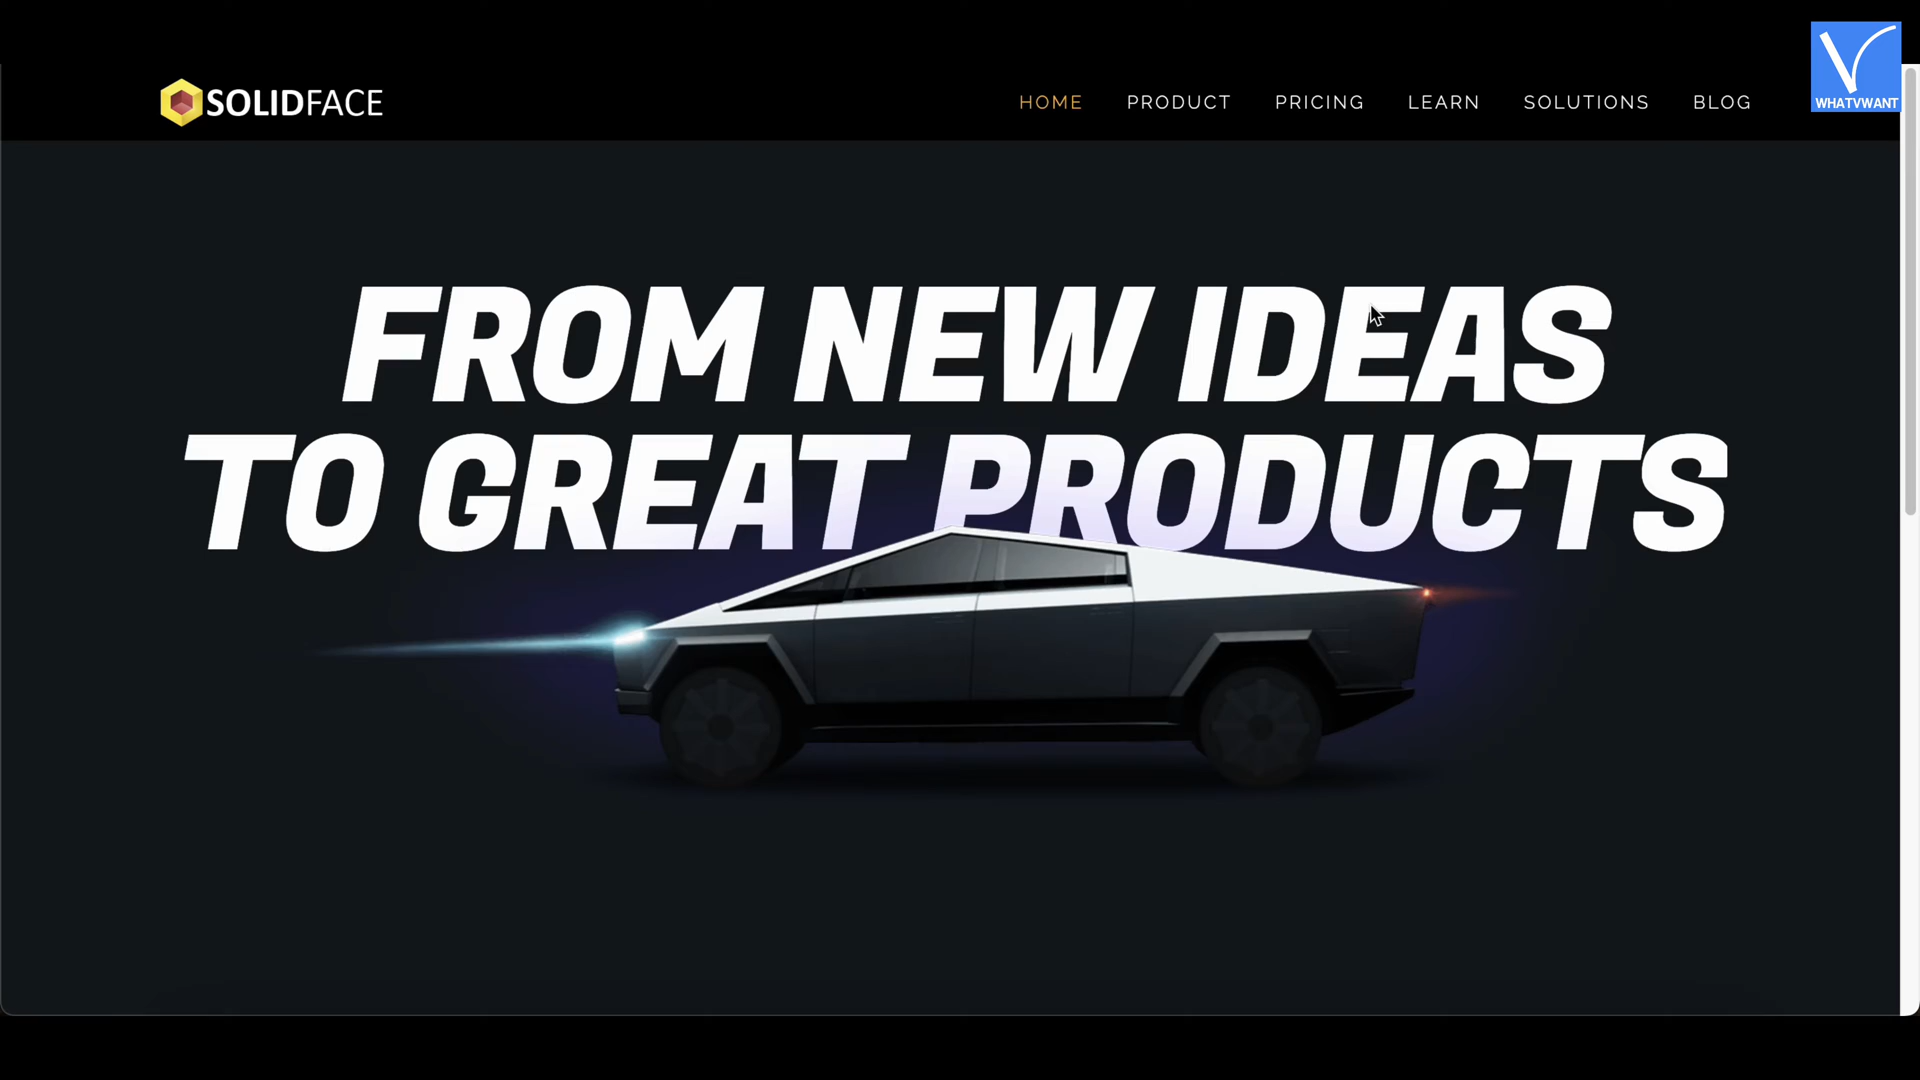 SOLIDFACE
HOME PRODUCT PRICING LEARN SOLUTIONS BLOG
WHATVWANT
FROM NEW IDEAS
TO GREAT PRODUCTS